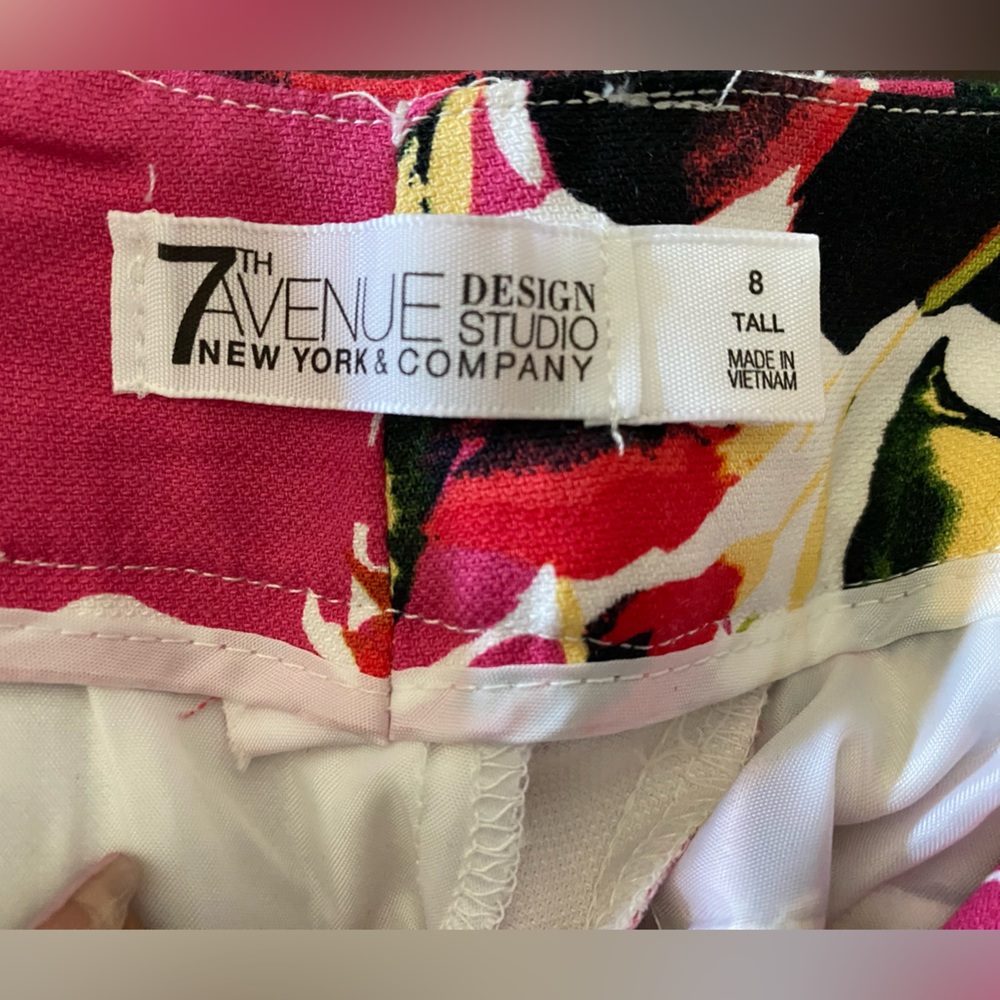 7TH AVENUE DESIGN STUDIO
NEW YORK & COMPANY
8
TALL
MADE IN
VIETNAM